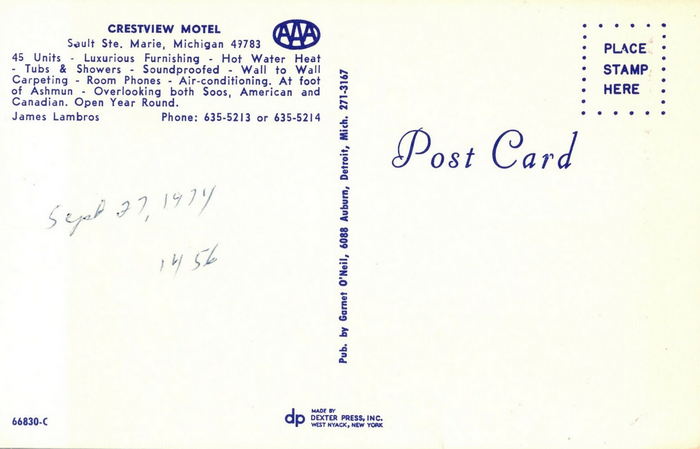 CRESTVIEW MOTEL
Sault Ste. Marie, Michigan 49783
AAA
45 Units - Luxurious Furnishing - Hot Water Heat
- Tubs & Showers - Soundproofed - Wall to Wall
Carpeting - Room Phones - Air-conditioning. At foot
of Ashmun - Overlooking both Soos, American and
Canadian. Open Year Round.
James Lambros Phone: 635-5213 or 635-5214
Sept 27, 1974
1456
66830-C
Pub. by Garnet O'Neil, 6088 Auburn, Detroit, Mich. 271-3167
dp
MADE BY
DEXTER PRESS, INC.
WEST NYACK, NEW YORK
Post Card
PLACE
STAMP
HERE